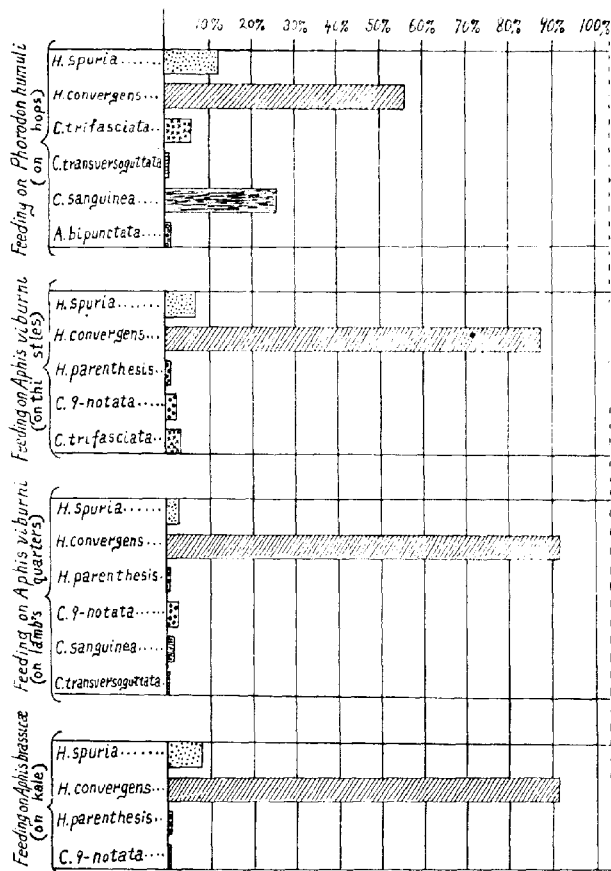 10% 20% 30% 40% 50% 60% 70% 80% 90% 100%
Feeding on Phorodon humuli
(on hops)
H. spuria
H. convergens...
C. trifasciata..
C. transversoguttata
C. sanguinea...
A. bipunctata....
Feeding on Aphis viburni
(on thistles)
H. spuria.......
H. convergens...
H. parenthesis
C. 9-notata....
C. trifasciata..
Feeding on Aphis viburni
(on lamb's quarters)
H. spuria......
H. convergens...
H. parenthesis
C. 9-notata.....
C. sanguinea....
C. transversoguttata
Feeding on Aphis brassicæ
(on kale)
H. spuria.......
H. convergens...
H. parenthesis
C. 9-notata....